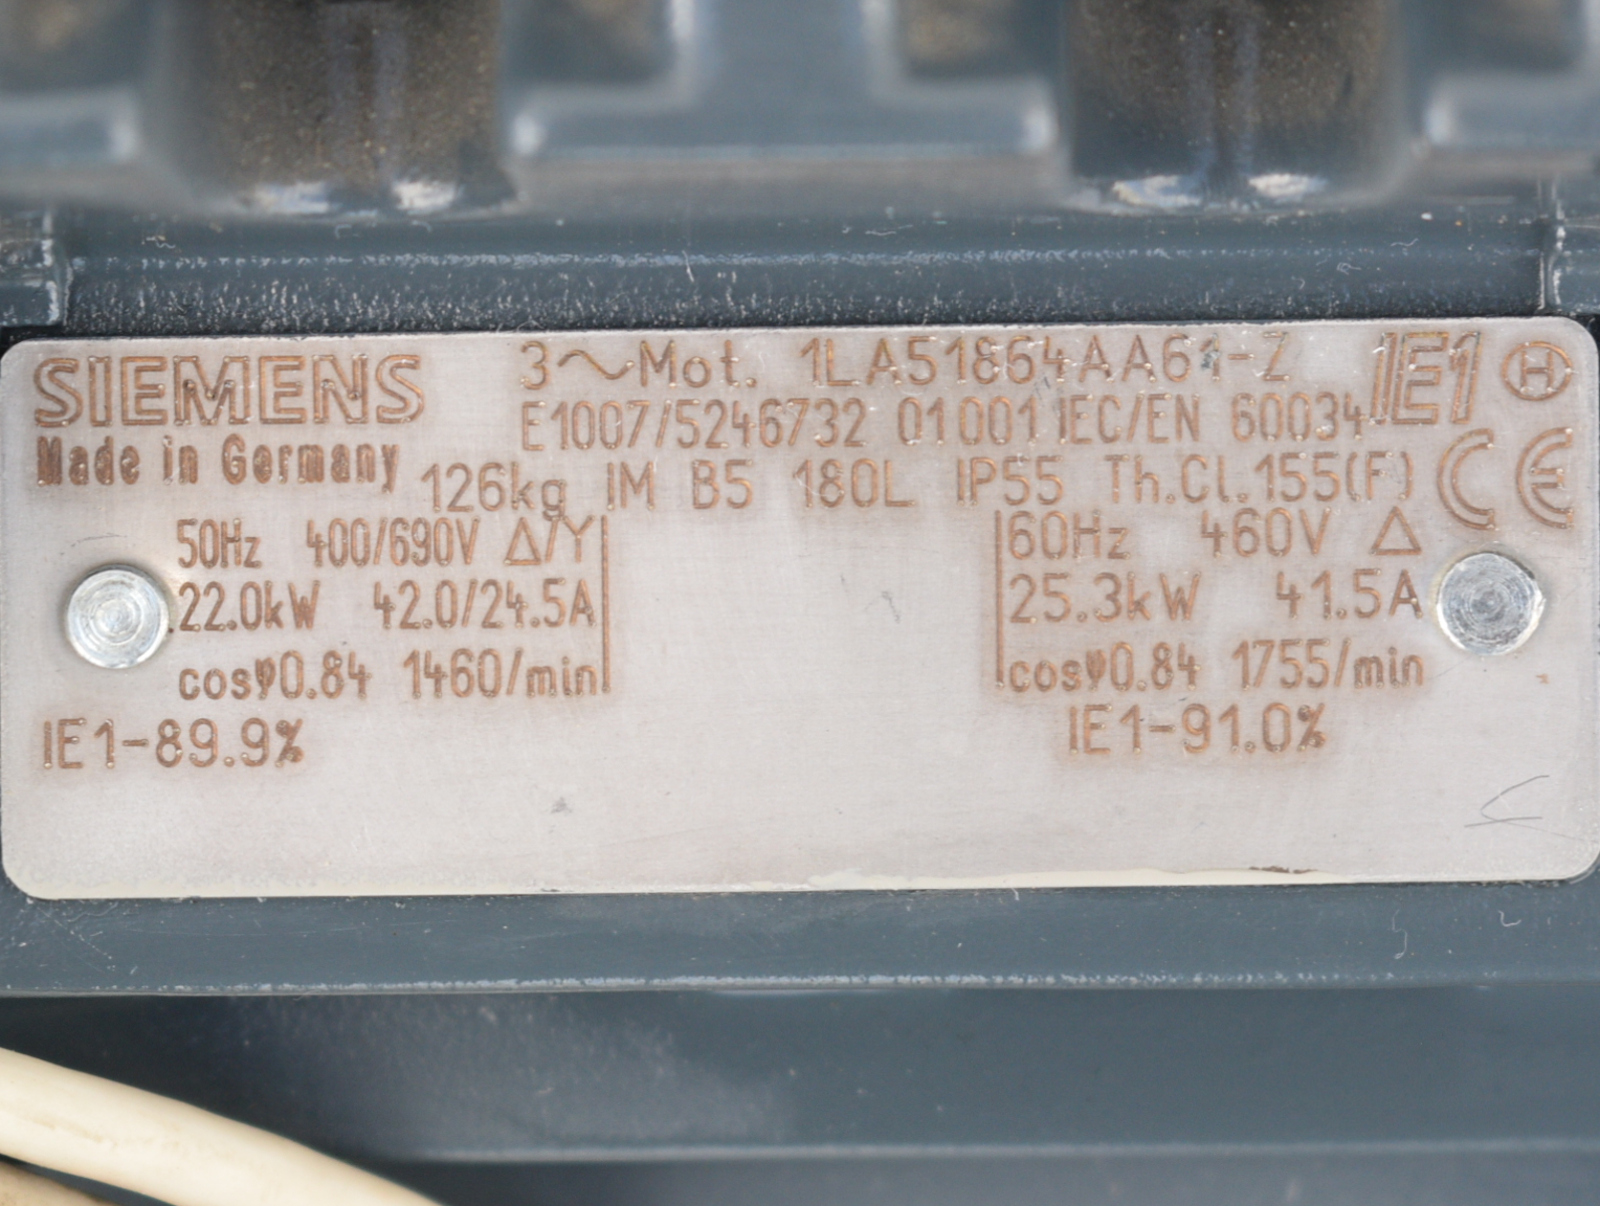 SIEMENS 3~Mot. 1LA51864AA61-Z IE1 H
E1007/5246732 01001 IEC/EN 60034
Made in Germany 126kg IM B5 180L IP55 Th.Cl.155(F) CE
50Hz 400/690V Δ/Y 60Hz 460V Δ
22.0kW 42.0/24.5A 25.3kW 41.5A
cosφ0.84 1460/min cosφ0.84 1755/min
IE1-89.9% IE1-91.0%